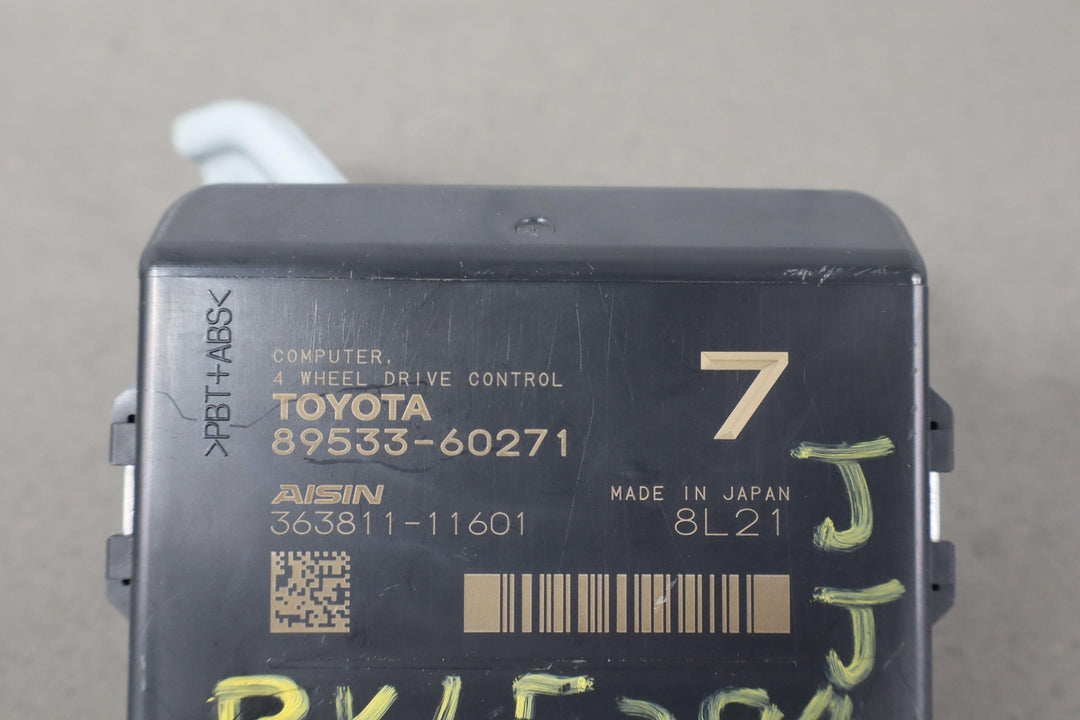 >PBT+ABS<
COMPUTER,
4 WHEEL DRIVE CONTROL
TOYOTA
89533-60271
7
AISIN
363811-11601
MADE IN JAPAN
8L21
J
J